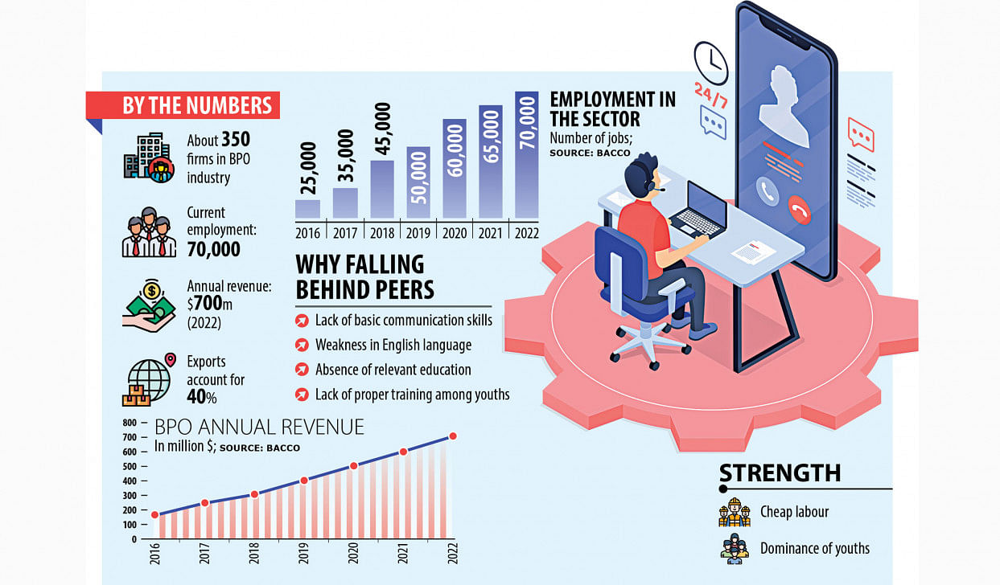 BY THE NUMBERS
About 350
firms in BPO
industry
Current
employment:
70,000
Annual revenue:
$700m
(2022)
Exports
account for
40%
25,000
35,000
45,000
50,000
60,000
65,000
70,000
2016
2017
2018
2019
2020
2021
2022
EMPLOYMENT IN
THE SECTOR
Number of jobs;
SOURCE: BACCO
24/7
WHY FALLING
BEHIND PEERS
Lack of basic communication skills
Weakness in English language
Absence of relevant education
Lack of proper training among youths
BPO ANNUAL REVENUE
In million $; SOURCE: BACCO
800
700
600
500
400
300
200
100
0
2016
2017
2018
2019
2020
2021
2022
STRENGTH
Cheap labour
Dominance of youths